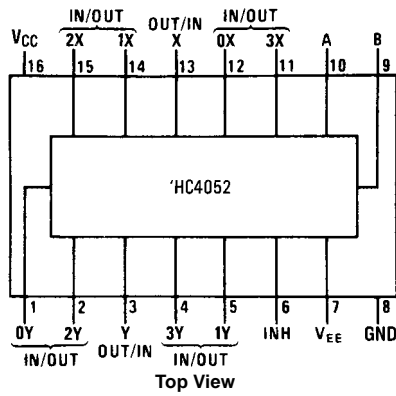 IN/OUT OUT/IN IN/OUT
VCC 2X 1X X 0X 3X A B
16 15 14 13 12 11 10 9
'HC4052
1 2 3 4 5 6 7 8
0Y 2Y Y 3Y 1Y INH VEE GND
IN/OUT OUT/IN IN/OUT
Top View